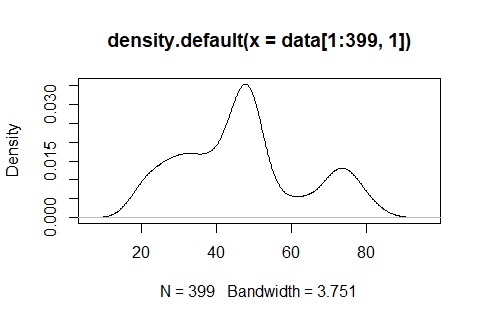 density.default(x = data[1:399, 1])
Density
0.000 0.015 0.030
20 40 60 80
N = 399 Bandwidth = 3.751